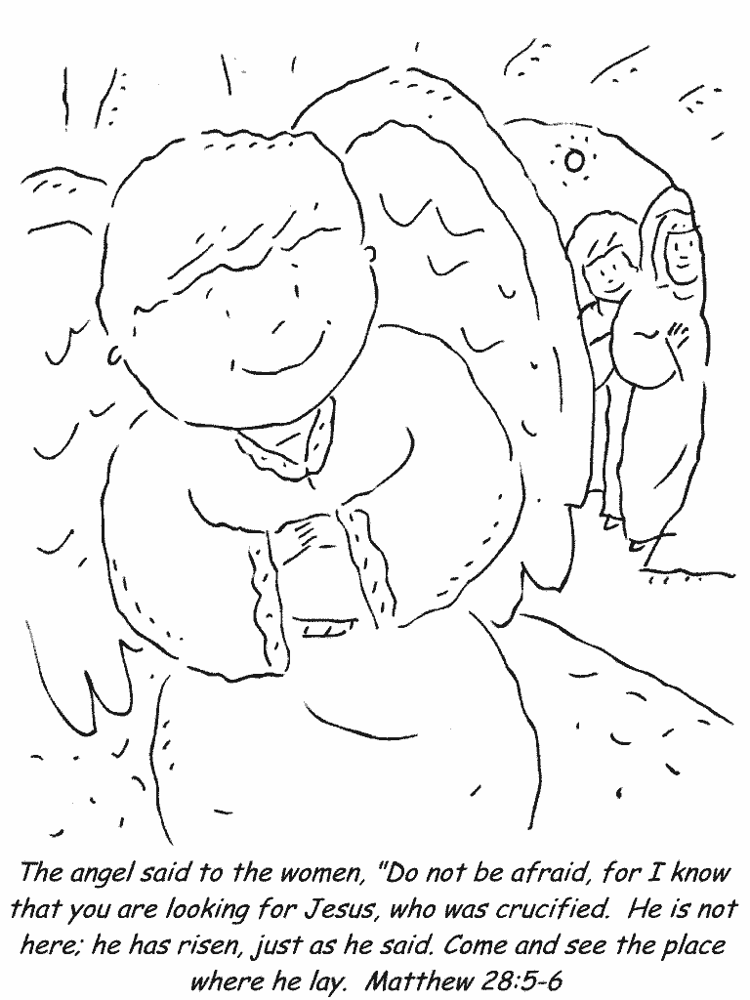 The angel said to the women, "Do not be afraid, for I know
that you are looking for Jesus, who was crucified.  He is not
here; he has risen, just as he said. Come and see the place
where he lay.  Matthew 28:5-6